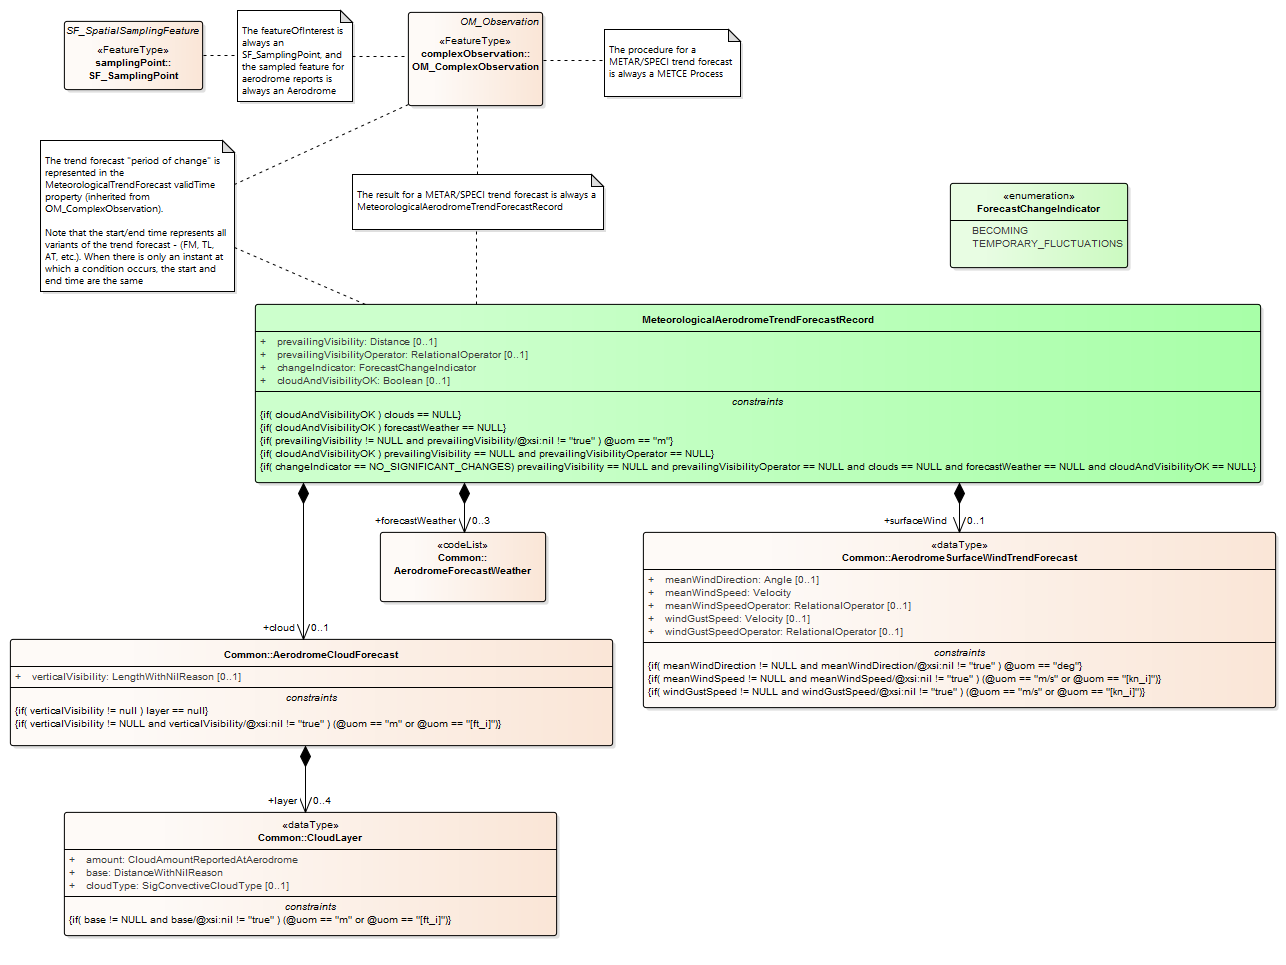 SF_SpatialSamplingFeature
«FeatureType»
samplingPoint::
SF_SamplingPoint
The featureOfInterest is
always an
SF_SamplingPoint, and
the sampled feature for
aerodrome reports is
always an Aerodrome
OM_Observation
«FeatureType»
complexObservation::
OM_ComplexObservation
The procedure for a
METAR/SPECI trend forecast
is always a METCE Process
The trend forecast "period of change" is
represented in the
MeteorologicalTrendForecast validTime
property (inherited from
OM_ComplexObservation).
Note that the start/end time represents all
variants of the trend forecast - (FM, TL,
AT, etc.). When there is only an instant at
which a condition occurs, the start and
end time are the same
The result for a METAR/SPECI trend forecast is always a
MeteorologicalAerodromeTrendForecastRecord
«enumeration»
ForecastChangeIndicator
BECOMING
TEMPORARY_FLUCTUATIONS
MeteorologicalAerodromeTrendForecastRecord
+ prevailingVisibility: Distance [0..1]
+ prevailingVisibilityOperator: RelationalOperator [0..1]
+ changeIndicator: ForecastChangeIndicator
+ cloudAndVisibilityOK: Boolean [0..1]
constraints
{if( cloudAndVisibilityOK ) clouds == NULL}
{if( cloudAndVisibilityOK ) forecastWeather == NULL}
{if( prevailingVisibility != NULL and prevailingVisibility/@xsi:nil != "true" ) @uom == "m"}
{if( cloudAndVisibilityOK ) prevailingVisibility == NULL and prevailingVisibilityOperator == NULL}
{if( changeIndicator == NO_SIGNIFICANT_CHANGES) prevailingVisibility == NULL and prevailingVisibilityOperator == NULL and clouds == NULL and forecastWeather == NULL and cloudAndVisibilityOK == NULL}
+forecastWeather 0..3
+surfaceWind 0..1
«codeList»
Common::
AerodromeForecastWeather
«dataType»
Common::AerodromeSurfaceWindTrendForecast
+ meanWindDirection: Angle [0..1]
+ meanWindSpeed: Velocity
+ meanWindSpeedOperator: RelationalOperator [0..1]
+ windGustSpeed: Velocity [0..1]
+ windGustSpeedOperator: RelationalOperator [0..1]
constraints
{if( meanWindDirection != NULL and meanWindDirection/@xsi:nil != "true" ) @uom == "deg"}
{if( meanWindSpeed != NULL and meanWindSpeed/@xsi:nil != "true" ) (@uom == "m/s" or @uom == "[kn_i]")}
{if( windGustSpeed != NULL and windGustSpeed/@xsi:nil != "true" ) (@uom == "m/s" or @uom == "[kn_i]")}
+cloud 0..1
Common::AerodromeCloudForecast
+ verticalVisibility: LengthWithNilReason [0..1]
constraints
{if( verticalVisibility != null ) layer == null}
{if( verticalVisibility != NULL and verticalVisibility/@xsi:nil != "true" ) (@uom == "m" or @uom == "[ft_i]")}
+layer 0..4
«dataType»
Common::CloudLayer
+ amount: CloudAmountReportedAtAerodrome
+ base: DistanceWithNilReason
+ cloudType: SigConvectiveCloudType [0..1]
constraints
{if( base != NULL and base/@xsi:nil != "true" ) (@uom == "m" or @uom == "[ft_i]")}